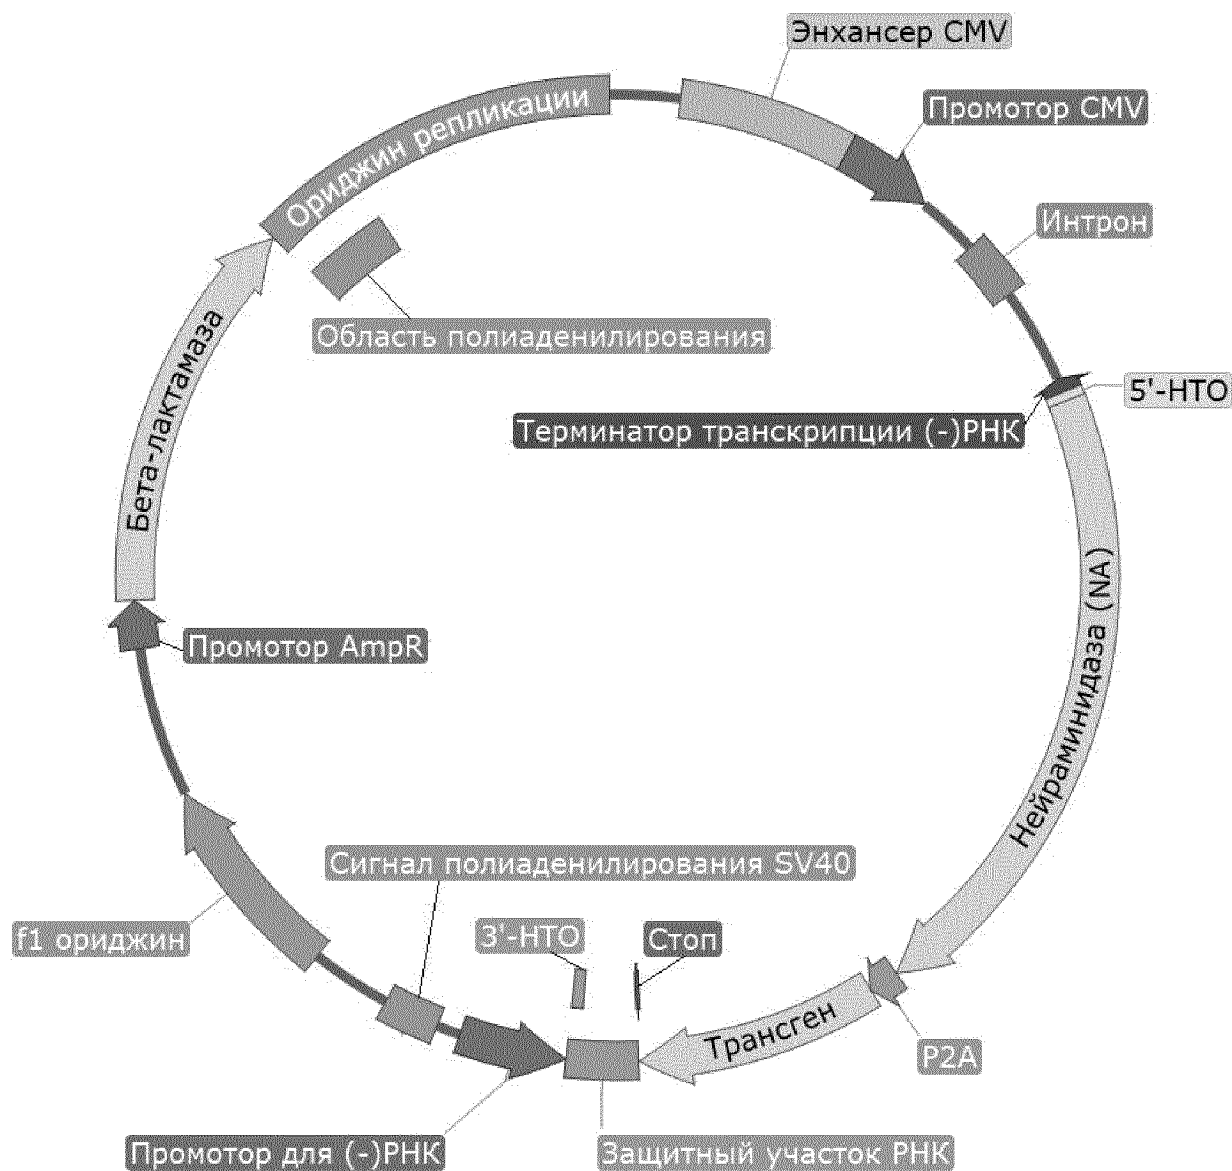 Энхансер CMV
Промотор CMV
Ориджин репликации
Интрон
Область полиаденилирования
5'-НТО
Терминатор транскрипции (-)РНК
Бета-лактамаза
Нейраминидаза (NA)
Промотор AmpR
Сигнал полиаденилирования SV40
f1 ориджин
3'-НТО
Стоп
Трансген
P2A
Промотор для (-)РНК
Защитный участок РНК